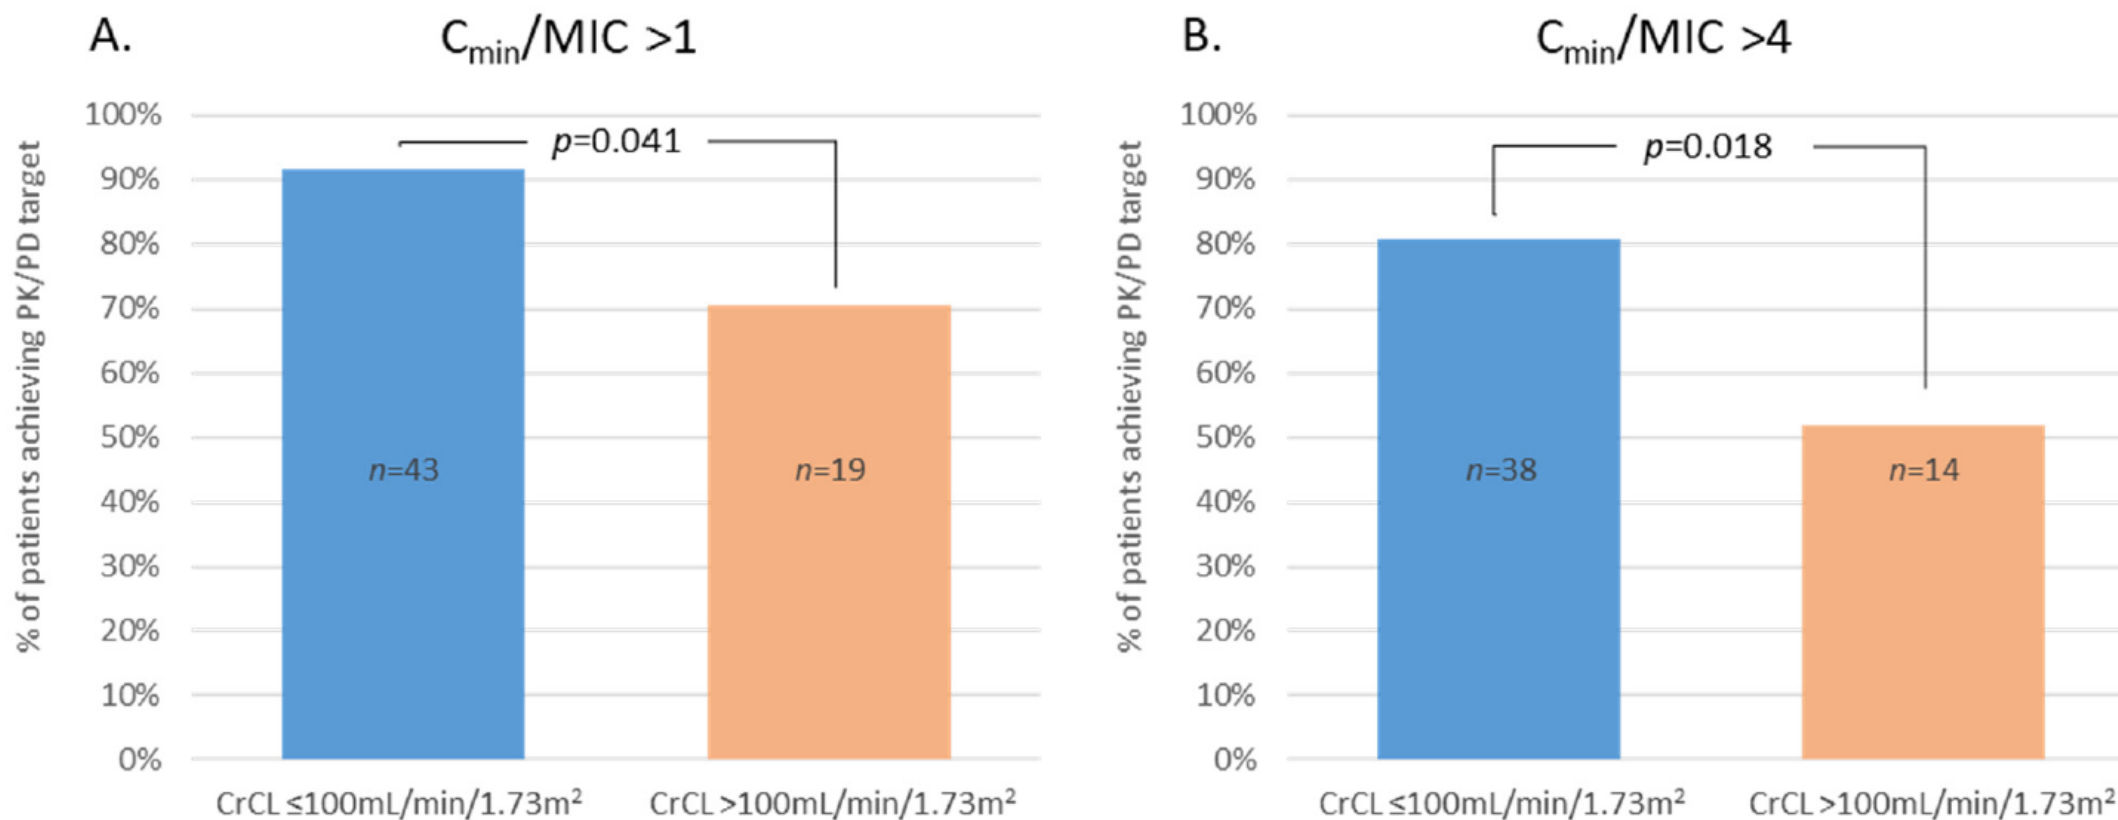 A.
Cmin/MIC >1
% of patients achieving PK/PD target
100%
90%
80%
70%
60%
50%
40%
30%
20%
10%
0%
p=0.041
n=43
n=19
CrCL ≤100mL/min/1.73m²
CrCL >100mL/min/1.73m²
B.
Cmin/MIC >4
% of patients achieving PK/PD target
100%
90%
80%
70%
60%
50%
40%
30%
20%
10%
0%
p=0.018
n=38
n=14
CrCL ≤100mL/min/1.73m²
CrCL >100mL/min/1.73m²